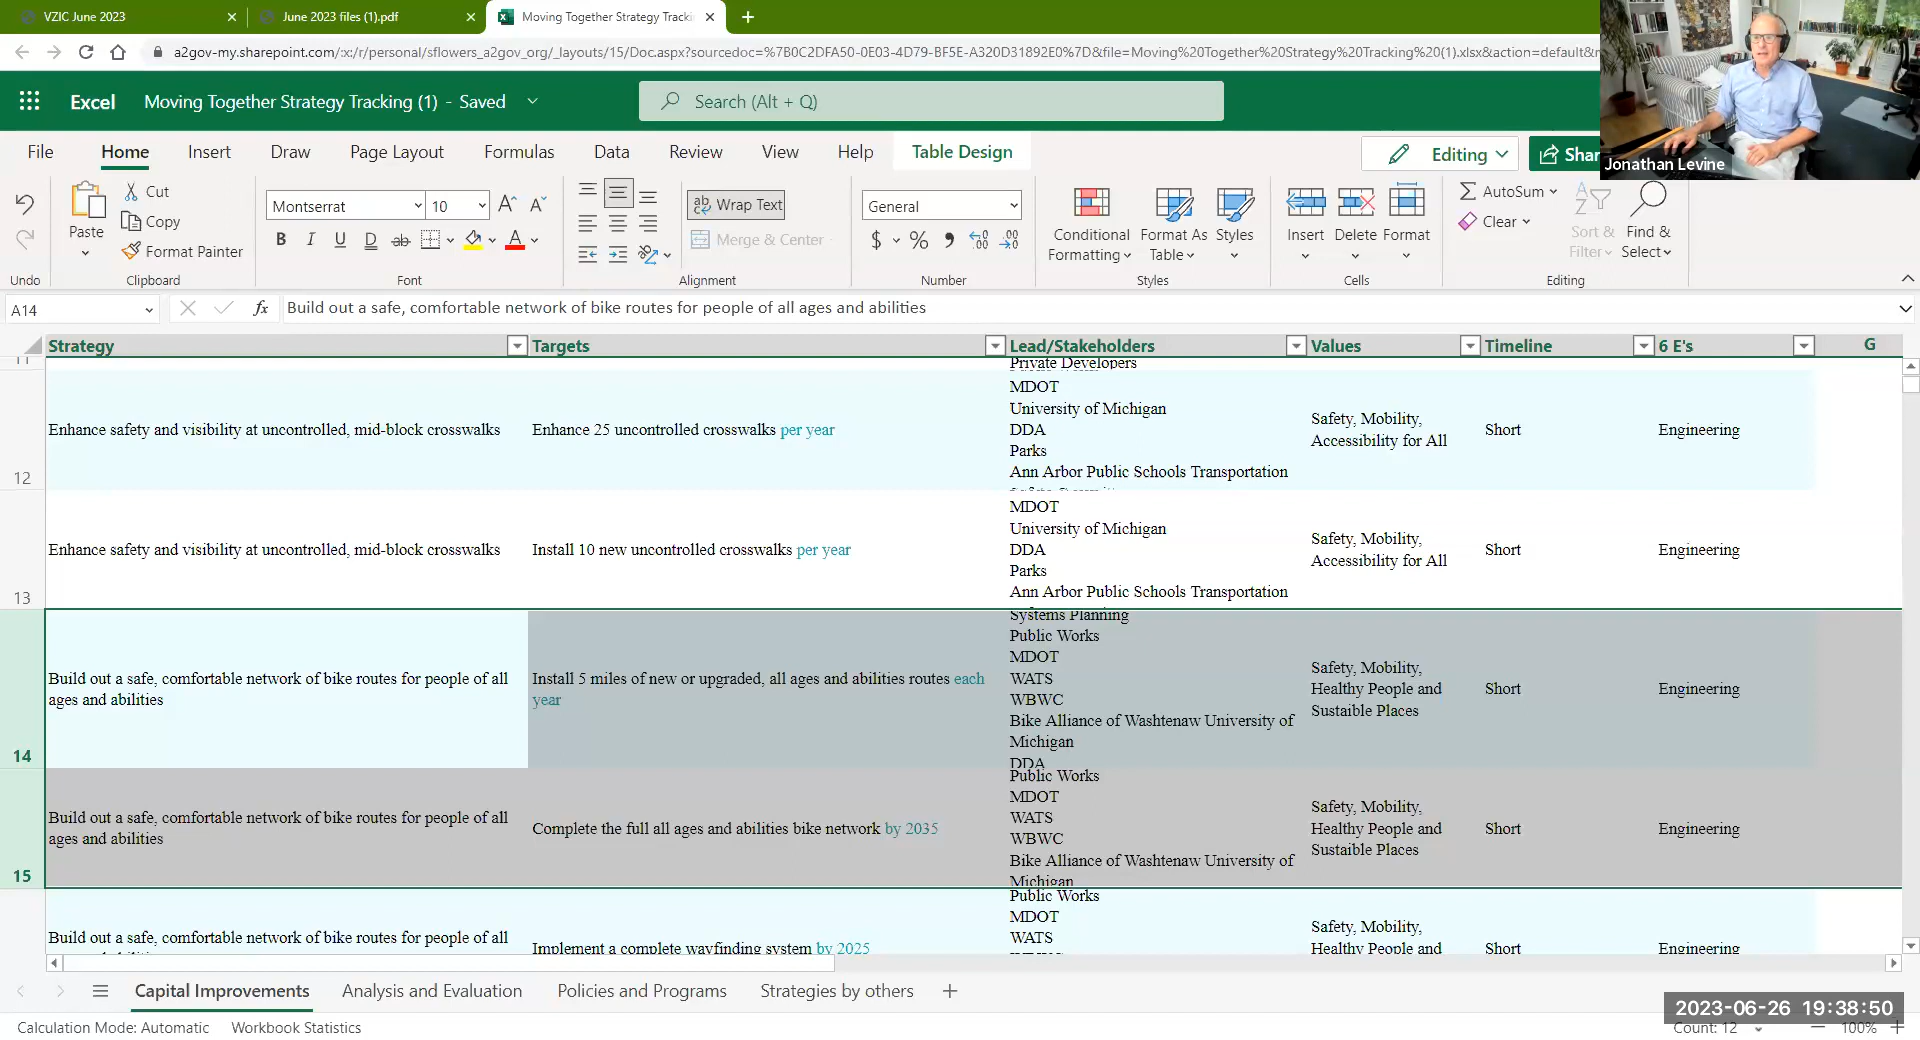 VZIC June 2023
June 2023 files (1).pdf
Moving Together Strategy Tracki
a2gov-my.sharepoint.com/:x:/r/personal/sflowers_a2gov_org/_layouts/15/Doc.aspx?sourcedoc=%7B0C2DFA50-0E03-4D79-BF5E-A320D31892E0%7D&file=Moving%20Together%20Strategy%20Tracking%20(1).xlsx&action=default&
Excel
Moving Together Strategy Tracking (1) - Saved
Search (Alt + Q)
Jonathan Levine
File Home Insert Draw Page Layout Formulas Data Review View Help Table Design
Editing
Shar
Paste
Cut
Copy
Format Painter
Montserrat 10
Wrap Text
Merge & Center
General
Conditional Formatting
Format As Table
Styles
Insert Delete Format
AutoSum
Clear
Sort & Filter
Find & Select
Undo Clipboard Font Alignment Number Styles Cells Editing
A14 fx Build out a safe, comfortable network of bike routes for people of all ages and abilities
Strategy Targets Lead/Stakeholders Values Timeline 6 E's G
11
Private Developers
12
Enhance safety and visibility at uncontrolled, mid-block crosswalks
Enhance 25 uncontrolled crosswalks per year
MDOT
University of Michigan
DDA
Parks
Ann Arbor Public Schools Transportation
Safety, Mobility,
Accessibility for All
Short
Engineering
13
Enhance safety and visibility at uncontrolled, mid-block crosswalks
Install 10 new uncontrolled crosswalks per year
MDOT
University of Michigan
DDA
Parks
Ann Arbor Public Schools Transportation
Safety, Mobility,
Accessibility for All
Short
Engineering
14
Build out a safe, comfortable network of bike routes for people of all
ages and abilities
Install 5 miles of new or upgraded, all ages and abilities routes each
year
Systems Planning
Public Works
MDOT
WATS
WBWC
Bike Alliance of Washtenaw University of
Michigan
DDA
Safety, Mobility,
Healthy People and
Sustaible Places
Short
Engineering
15
Build out a safe, comfortable network of bike routes for people of all
ages and abilities
Complete the full all ages and abilities bike network by 2035
Public Works
MDOT
WATS
WBWC
Bike Alliance of Washtenaw University of
Michigan
Safety, Mobility,
Healthy People and
Sustaible Places
Short
Engineering
Build out a safe, comfortable network of bike routes for people of all
Implement a complete wayfinding system by 2025
Public Works
MDOT
WATS
Safety, Mobility,
Healthy People and
Short
Engineering
Capital Improvements Analysis and Evaluation Policies and Programs Strategies by others
Calculation Mode: Automatic Workbook Statistics
2023-06-26 19:38:50
Count: 12 100%